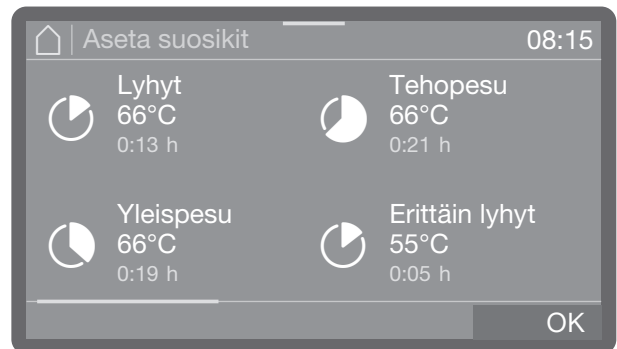 Aseta suosikit
08:15
Lyhyt
66°C
0:13 h
Tehopesu
66°C
0:21 h
Yleispesu
66°C
0:19 h
Erittäin lyhyt
55°C
0:05 h
OK